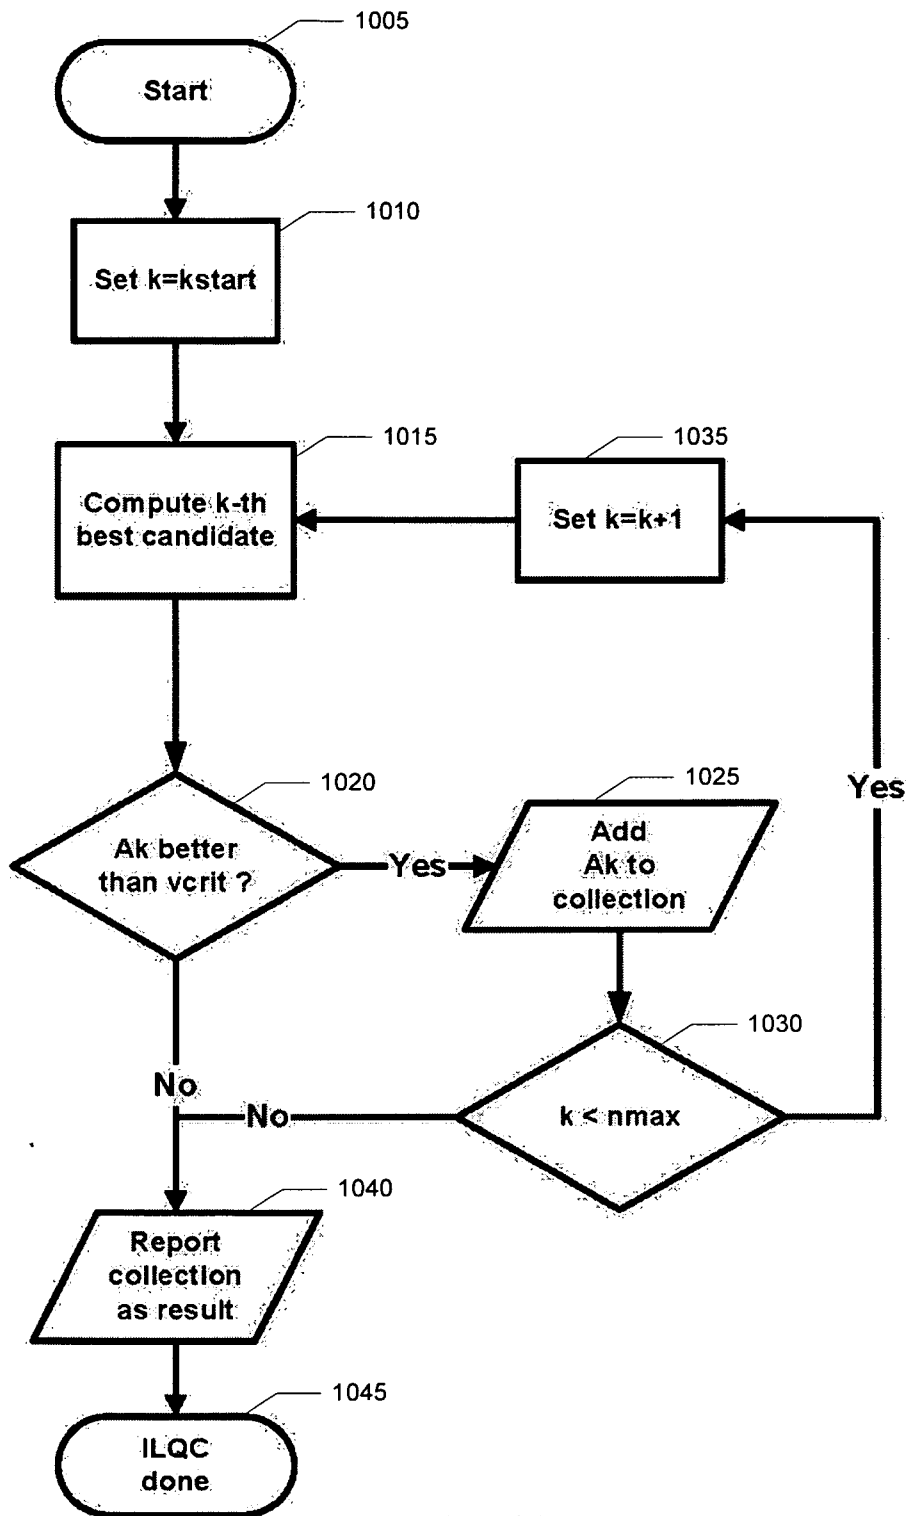 1005
Start
1010
Set k=kstart
1015
Compute k-th
best candidate
1035
Set k=k+1
1020
Ak better
than vcrit ?
Yes
1025
Add
Ak to
collection
Yes
1030
k < nmax
No
No
1040
Report
collection
as result
1045
ILQC
done